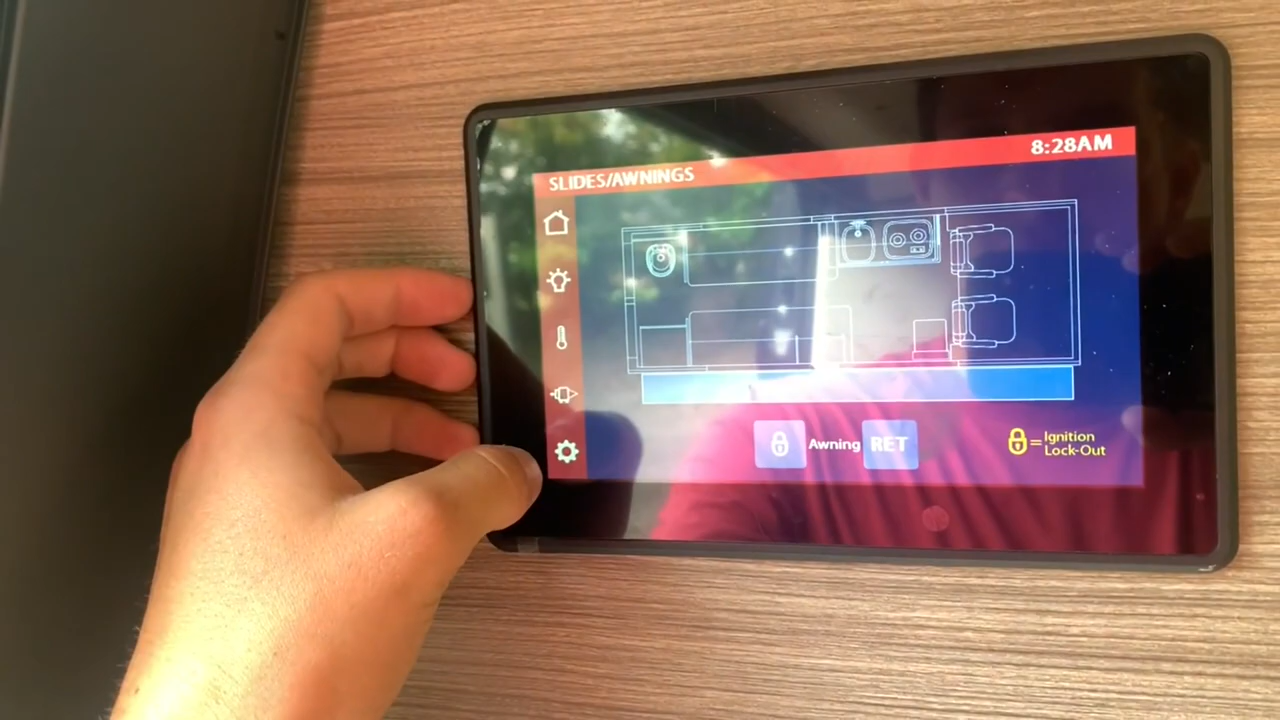 8:28AM
SLIDES/AWNINGS
Awning RET
= Ignition
Lock-Out